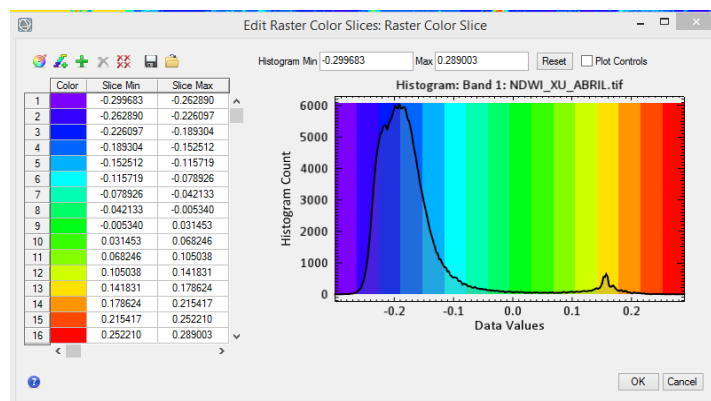 Edit Raster Color Slices: Raster Color Slice
Histogram Min -0.299683 Max 0.289003 Reset Plot Controls
Color Slice Min Slice Max
1 -0.299683 -0.262890
2 -0.262890 -0.226097
3 -0.226097 -0.189304
4 -0.189304 -0.152512
5 -0.152512 -0.115719
6 -0.115719 -0.078926
7 -0.078926 -0.042133
8 -0.042133 -0.005340
9 -0.005340 0.031453
10 0.031453 0.068246
11 0.068246 0.105038
12 0.105038 0.141831
13 0.141831 0.178624
14 0.178624 0.215417
15 0.215417 0.252210
16 0.252210 0.289003
Histogram: Band 1: NDWI_XU_ABRIL.tif
Histogram Count
6000
5000
4000
3000
2000
1000
0
-0.2 -0.1 0.0 0.1 0.2
Data Values
OK Cancel